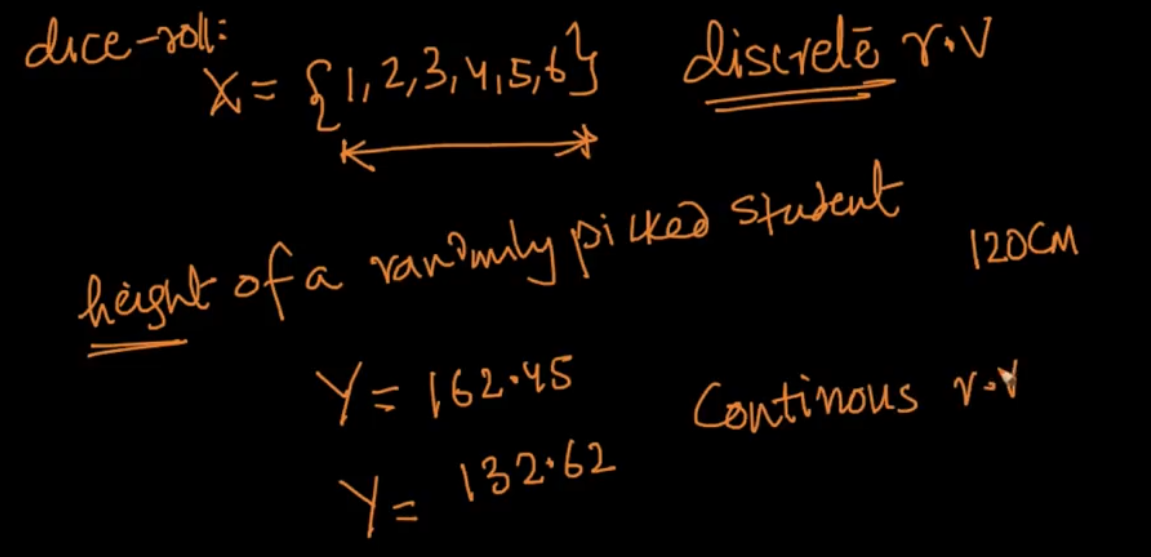 dice-roll:
X = {1,2,3,4,5,6} discrete r.v
height of a randomly picked student
120CM
Y = 162.45
Continous r.v
Y = 132.62